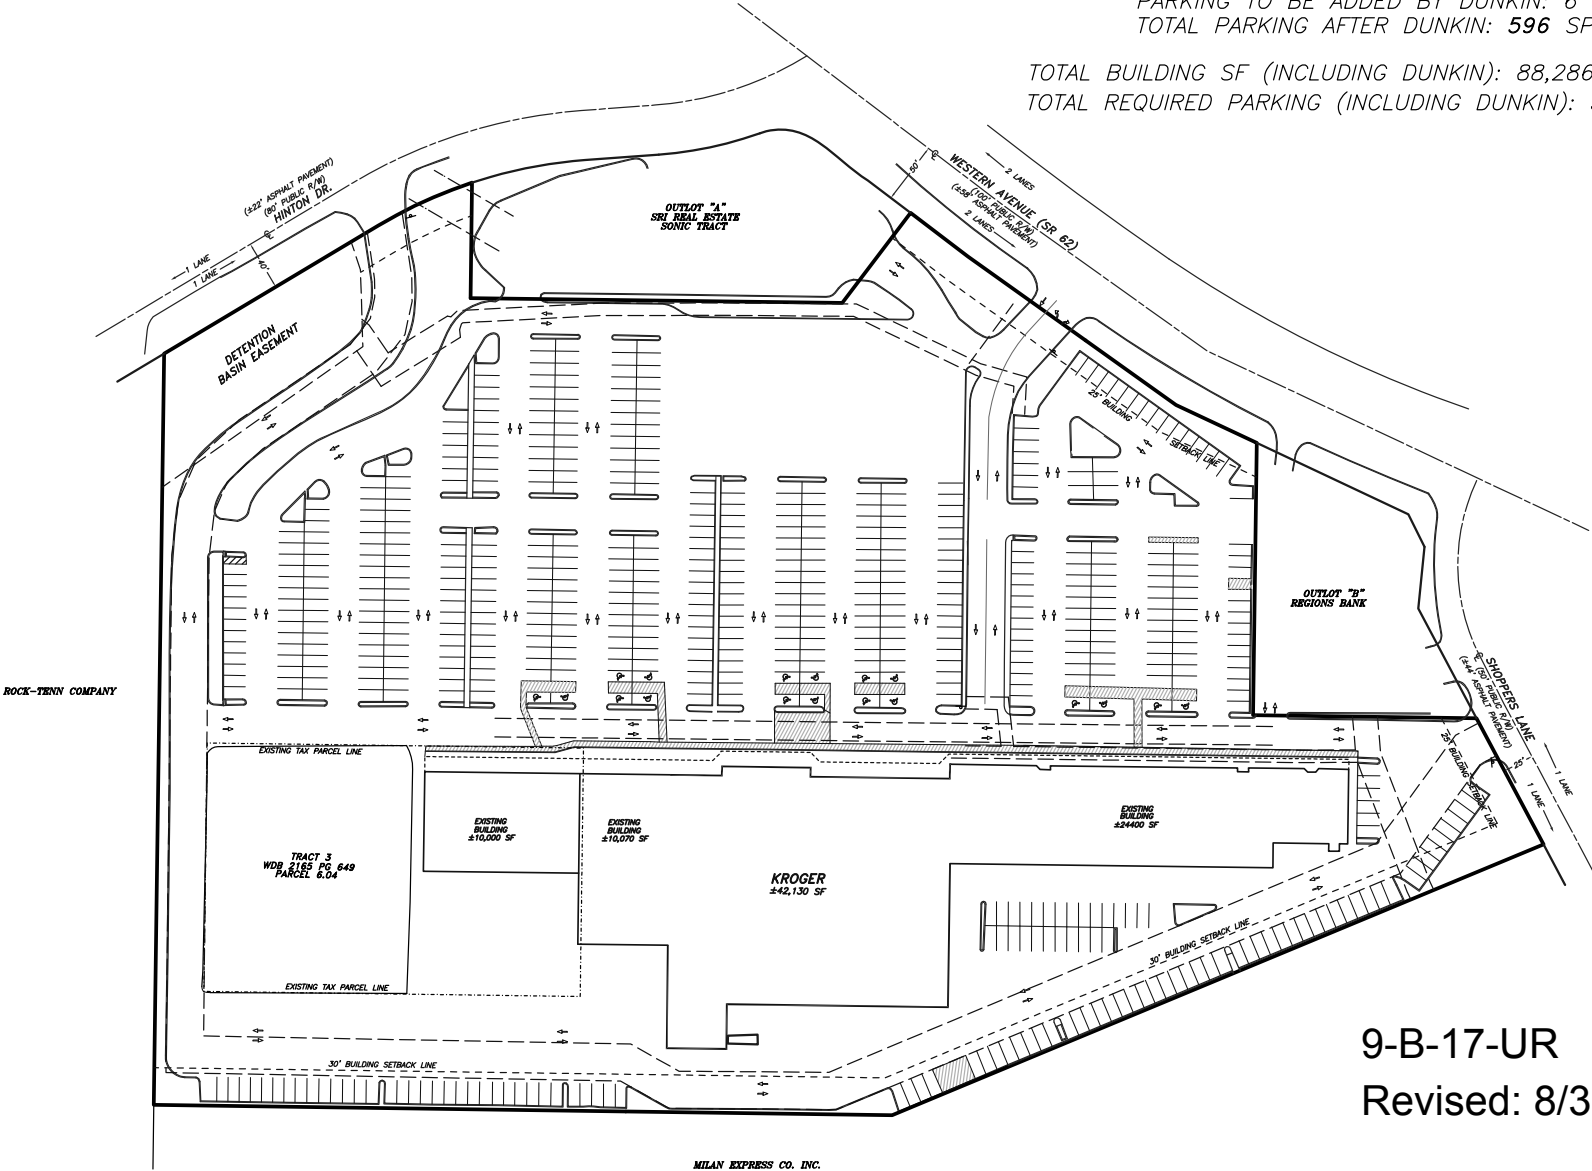 PARKING TO BE ADDED BY DUNKIN: 6
TOTAL PARKING AFTER DUNKIN: 596 SP
TOTAL BUILDING SF (INCLUDING DUNKIN): 88,286
TOTAL REQUIRED PARKING (INCLUDING DUNKIN):
(±22' ASPHALT PAVEMENT)
(80' PUBLIC R/W)
HINTON DR.
1 LANE
1 LANE
40'
OUTLOT "A"
SRI REAL ESTATE
SONIC TRACT
50'
2 LANES
WESTERN AVENUE (SR 62)
(100' PUBLIC R/W)
(±58' ASPHALT PAVEMENT)
2 LANES
DETENTION
BASIN EASEMENT
25' BUILDING
SETBACK LINE
OUTLOT "B"
REGIONS BANK
ROCK-TENN COMPANY
SHOPPERS LANE
(50' PUBLIC R/W)
(±44' ASPHALT PAVEMENT)
25' BUILDING
SETBACK LINE
25'
1 LANE
1 LANE
EXISTING TAX PARCEL LINE
EXISTING
BUILDING
±10,000 SF
EXISTING
BUILDING
±10,070 SF
EXISTING
BUILDING
±24400 SF
TRACT 3
WDB 2165 PG 649
PARCEL 6.04
KROGER
±42,130 SF
EXISTING TAX PARCEL LINE
30' BUILDING SETBACK LINE
30' BUILDING SETBACK LINE
9-B-17-UR
Revised: 8/3
MILAN EXPRESS CO. INC.